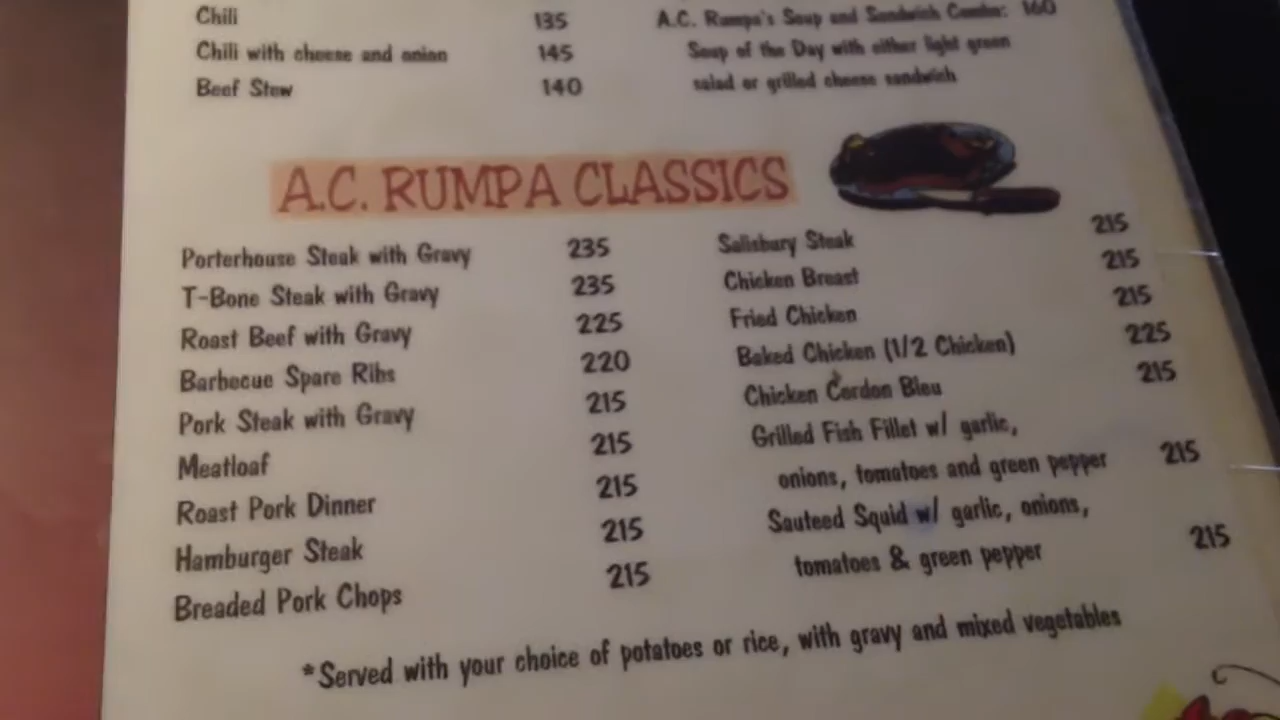 Chili 135
Chili with cheese and onion 145
Beef Stew 140
A.C. Rumpa's Soup and Sandwich Combo: 160
Soup of the Day with either light green
salad or grilled cheese sandwich
A.C. RUMPA CLASSICS
Porterhouse Steak with Gravy 235
T-Bone Steak with Gravy 235
Roast Beef with Gravy 225
Barbecue Spare Ribs 220
Pork Steak with Gravy 215
Meatloaf 215
Roast Pork Dinner 215
Hamburger Steak 215
Breaded Pork Chops 215
Salisbury Steak 215
Chicken Breast 215
Fried Chicken 215
Baked Chicken (1/2 Chicken) 225
Chicken Cordon Bleu 215
Grilled Fish Fillet w/ garlic,
onions, tomatoes and green pepper 215
Sauteed Squid w/ garlic, onions,
tomatoes & green pepper 215
*Served with your choice of potatoes or rice, with gravy and mixed vegetables